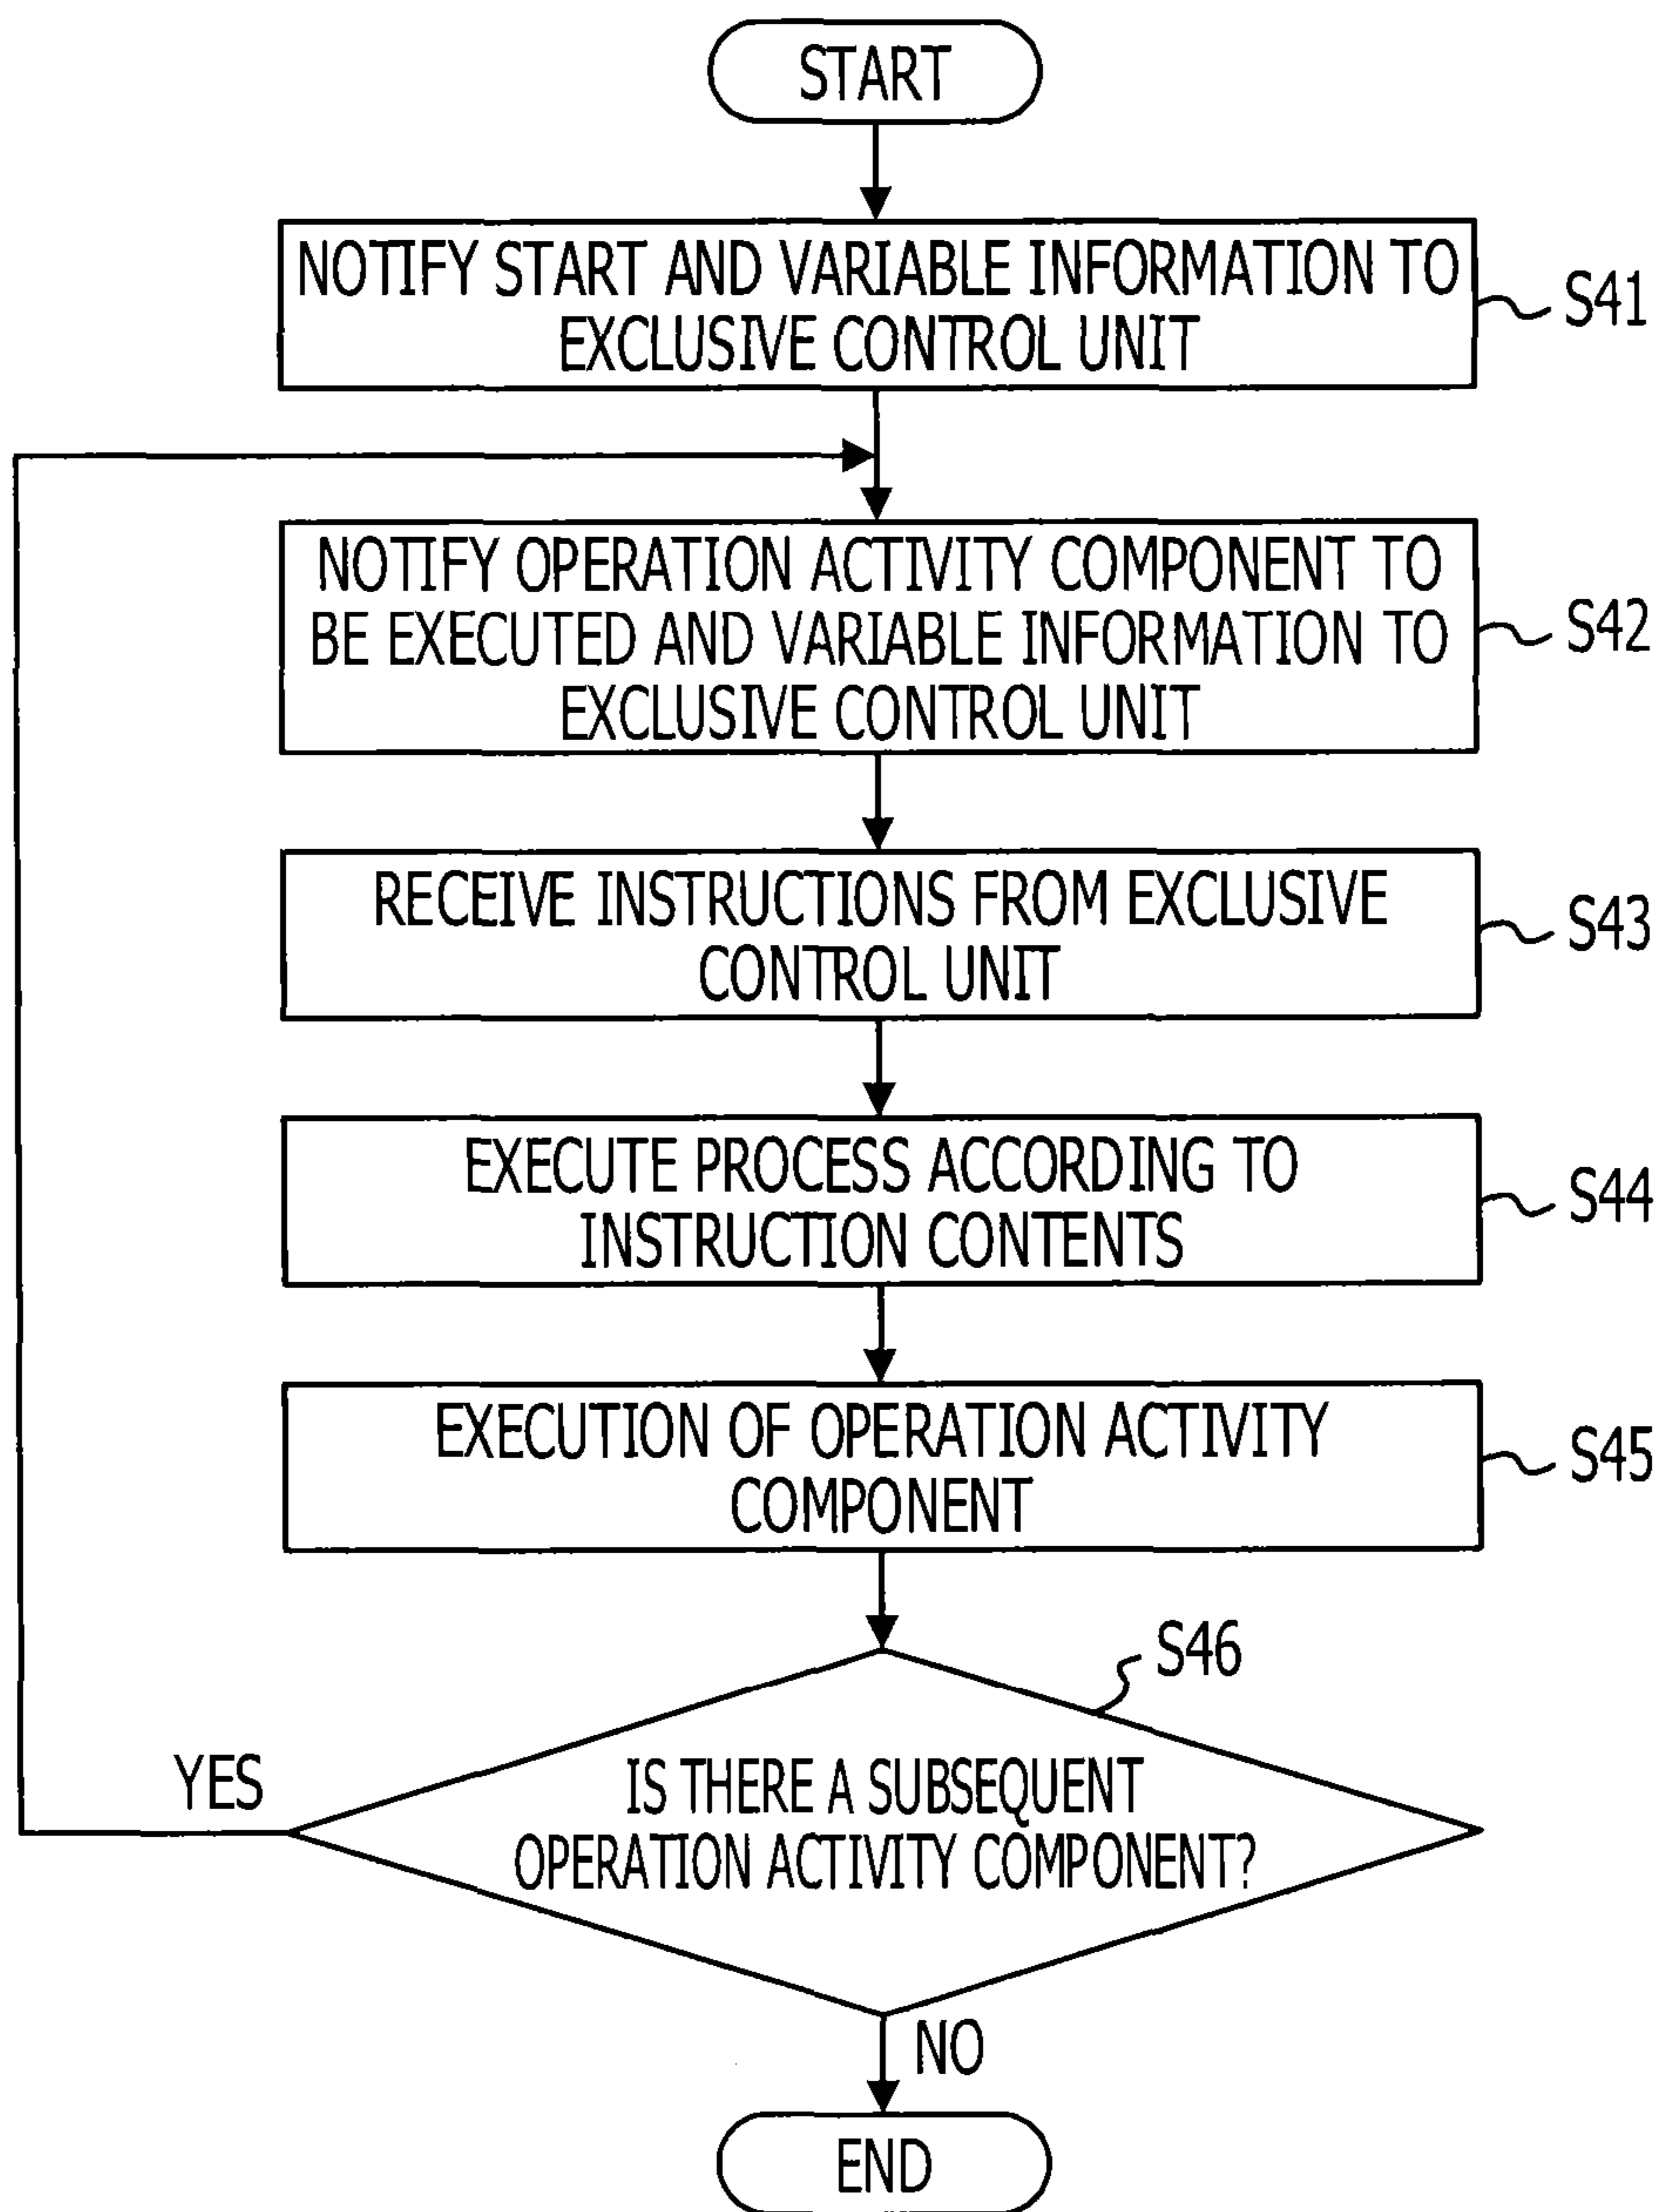 START
NOTIFY START AND VARIABLE INFORMATION TO
EXCLUSIVE CONTROL UNIT
S41
NOTIFY OPERATION ACTIVITY COMPONENT TO
BE EXECUTED AND VARIABLE INFORMATION TO
EXCLUSIVE CONTROL UNIT
S42
RECEIVE INSTRUCTIONS FROM EXCLUSIVE
CONTROL UNIT
S43
EXECUTE PROCESS ACCORDING TO
INSTRUCTION CONTENTS
S44
EXECUTION OF OPERATION ACTIVITY
COMPONENT
S45
S46
YES
IS THERE A SUBSEQUENT
OPERATION ACTIVITY COMPONENT?
NO
END